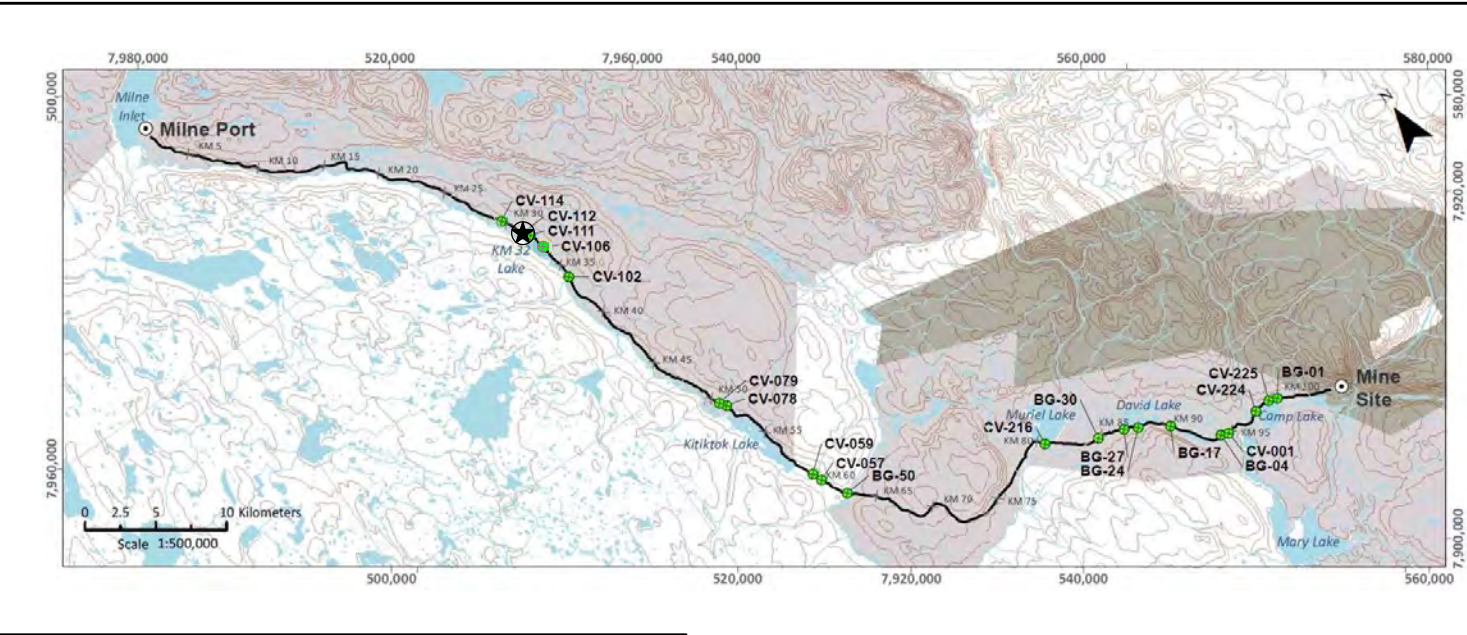 7,980,000
520,000
7,960,000
540,000
560,000
580,000
500,000
580,000
Milne
Inlet
Milne Port
KM 5
KM 10
KM 15
KM 20
KM 25
CV-114
KM 30
CV-112
CV-111
CV-106
KM 32
Lake
KM 35
CV-102
KM 40
KM 45
7,920,000
CV-079
KM 50
CV-078
KM 55
Kitiktok Lake
CV-059
CV-057
KM 60
BG-50
KM 65
KM 70
KM 75
BG-30
Muriel Lake
CV-216
KM 80
BG-27
BG-24
KM 85
David Lake
KM 90
BG-17
CV-225
BG-01
CV-224
KM 100
Mine
Site
Camp Lake
KM 95
CV-001
BG-04
7,960,000
0 2.5 5 10 Kilometers
Scale 1:500,000
Mary Lake
7,900,000
500,000
520,000
7,920,000
540,000
560,000